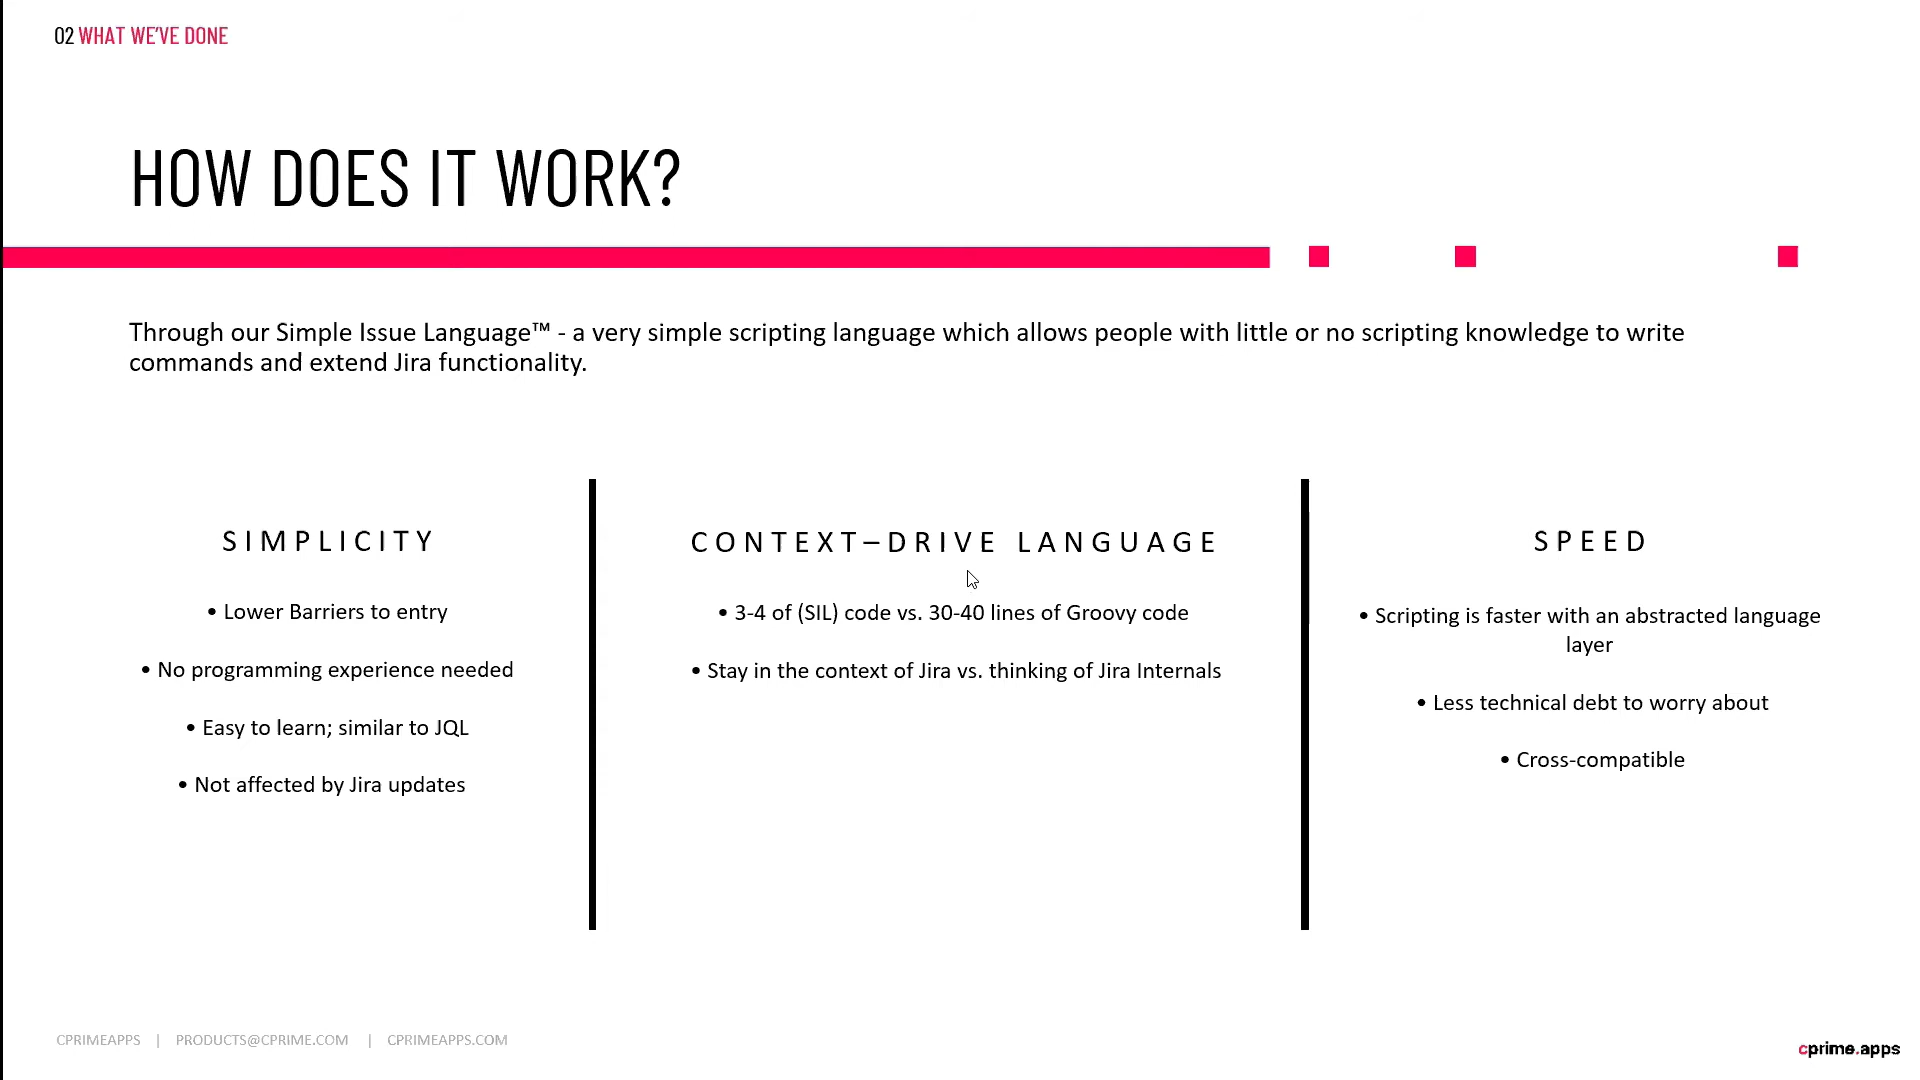 02 WHAT WE'VE DONE
HOW DOES IT WORK?
Through our Simple Issue Language™ - a very simple scripting language which allows people with little or no scripting knowledge to write
commands and extend Jira functionality.
SIMPLICITY
• Lower Barriers to entry
• No programming experience needed
• Easy to learn; similar to JQL
• Not affected by Jira updates
CONTEXT–DRIVE LANGUAGE
• 3-4 of (SIL) code vs. 30-40 lines of Groovy code
• Stay in the context of Jira vs. thinking of Jira Internals
SPEED
• Scripting is faster with an abstracted language
layer
• Less technical debt to worry about
• Cross-compatible
CPRIMEAPPS | PRODUCTS@CPRIME.COM | CPRIMEAPPS.COM
cprime.apps